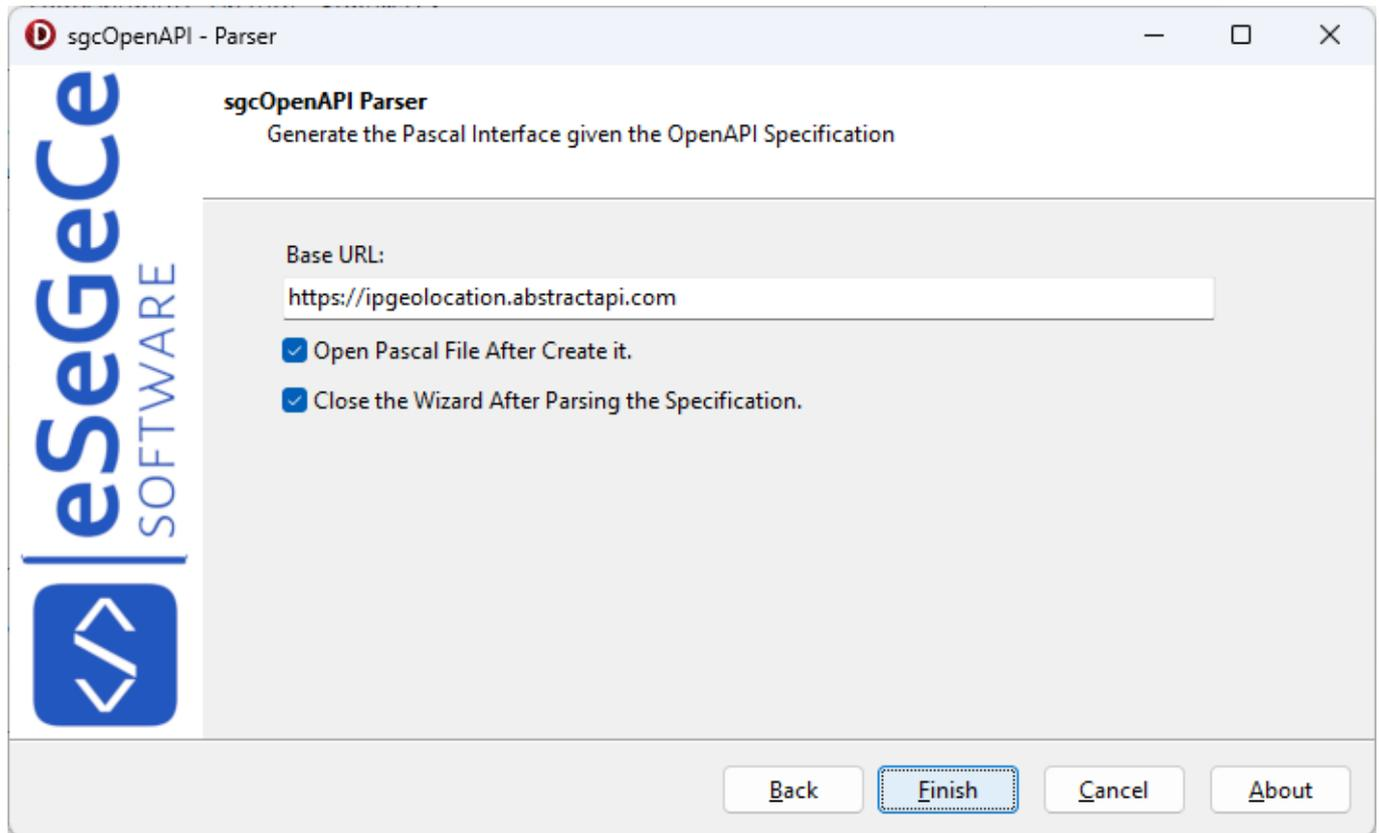 sgcOpenAPI - Parser
sgcOpenAPI Parser
Generate the Pascal Interface given the OpenAPI Specification
eSeGeCe
SOFTWARE
Base URL:
https://ipgeolocation.abstractapi.com
Open Pascal File After Create it.
Close the Wizard After Parsing the Specification.
Back
Finish
Cancel
About